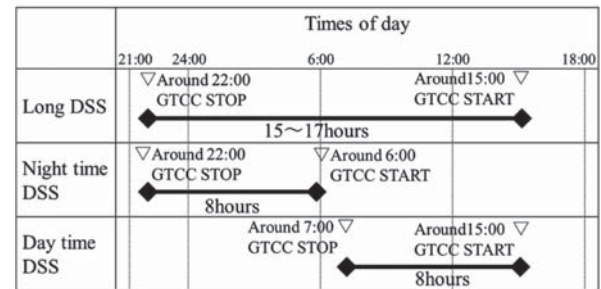 Times of day
21:00 24:00 6:00 12:00 18:00
Long DSS
▽Around 22:00 Around15:00 ▽
GTCC STOP GTCC START
15～17hours
Night time
DSS
▽Around 22:00 ▽Around 6:00
GTCC STOP GTCC START
8hours
Day time
DSS
Around 7:00 ▽ Around15:00 ▽
GTCC STOP GTCC START
8hours